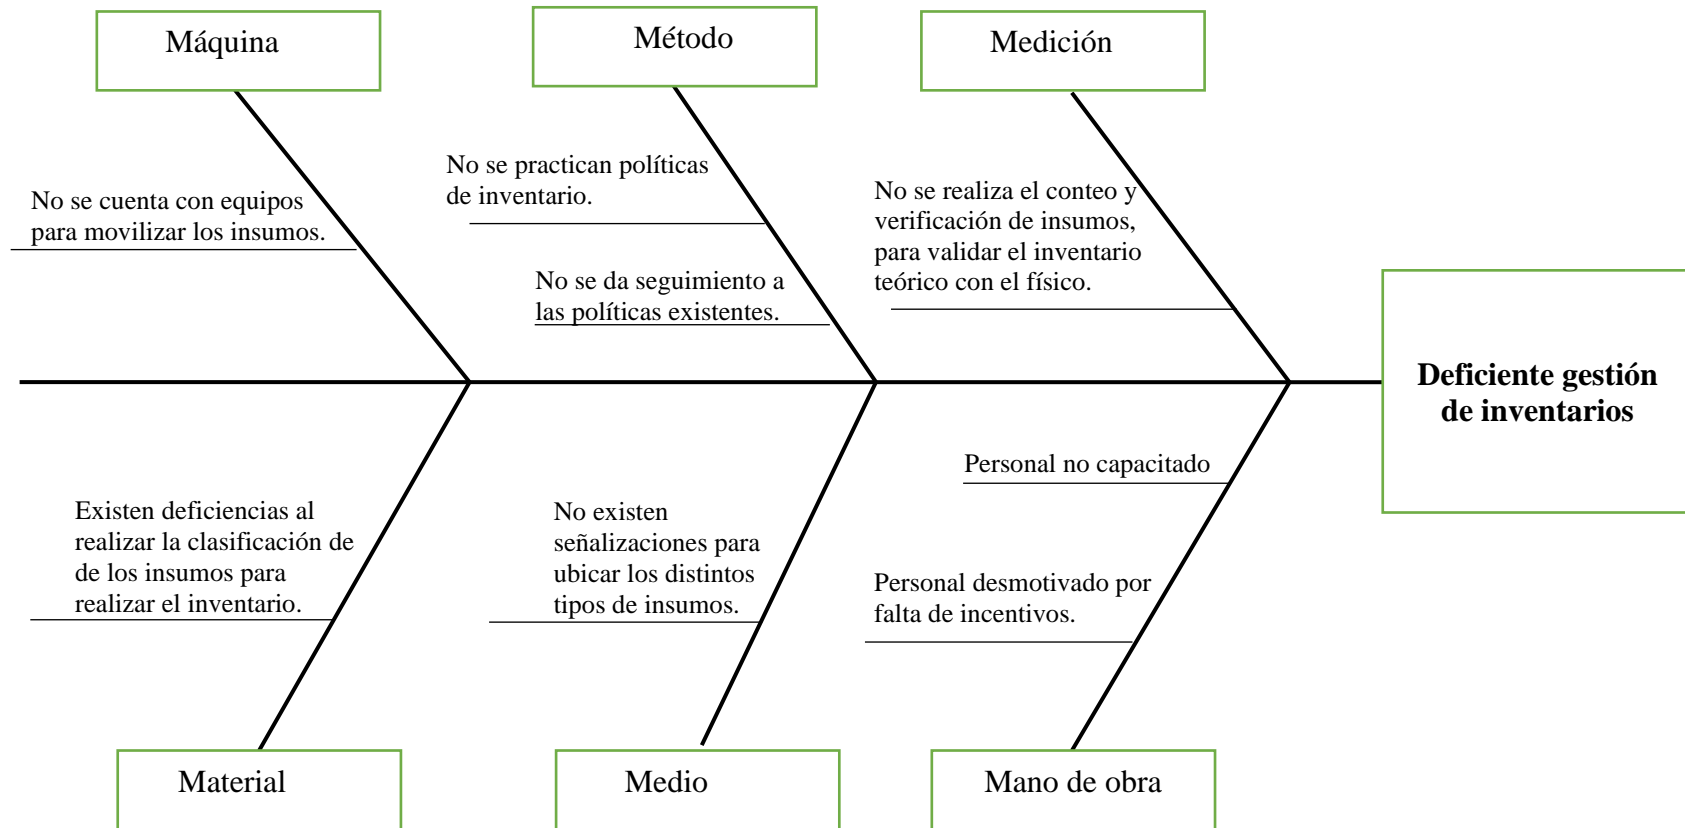 Máquina
Método
Medición
No se cuenta con equipos
para movilizar los insumos.
No se practican políticas
de inventario.
No se da seguimiento a
las políticas existentes.
No se realiza el conteo y
verificación de insumos,
para validar el inventario
teórico con el físico.
Deficiente gestión
de inventarios
Existen deficiencias al
realizar la clasificación de
de los insumos para
realizar el inventario.
No existen
señalizaciones para
ubicar los distintos
tipos de insumos.
Personal no capacitado
Personal desmotivado por
falta de incentivos.
Material
Medio
Mano de obra